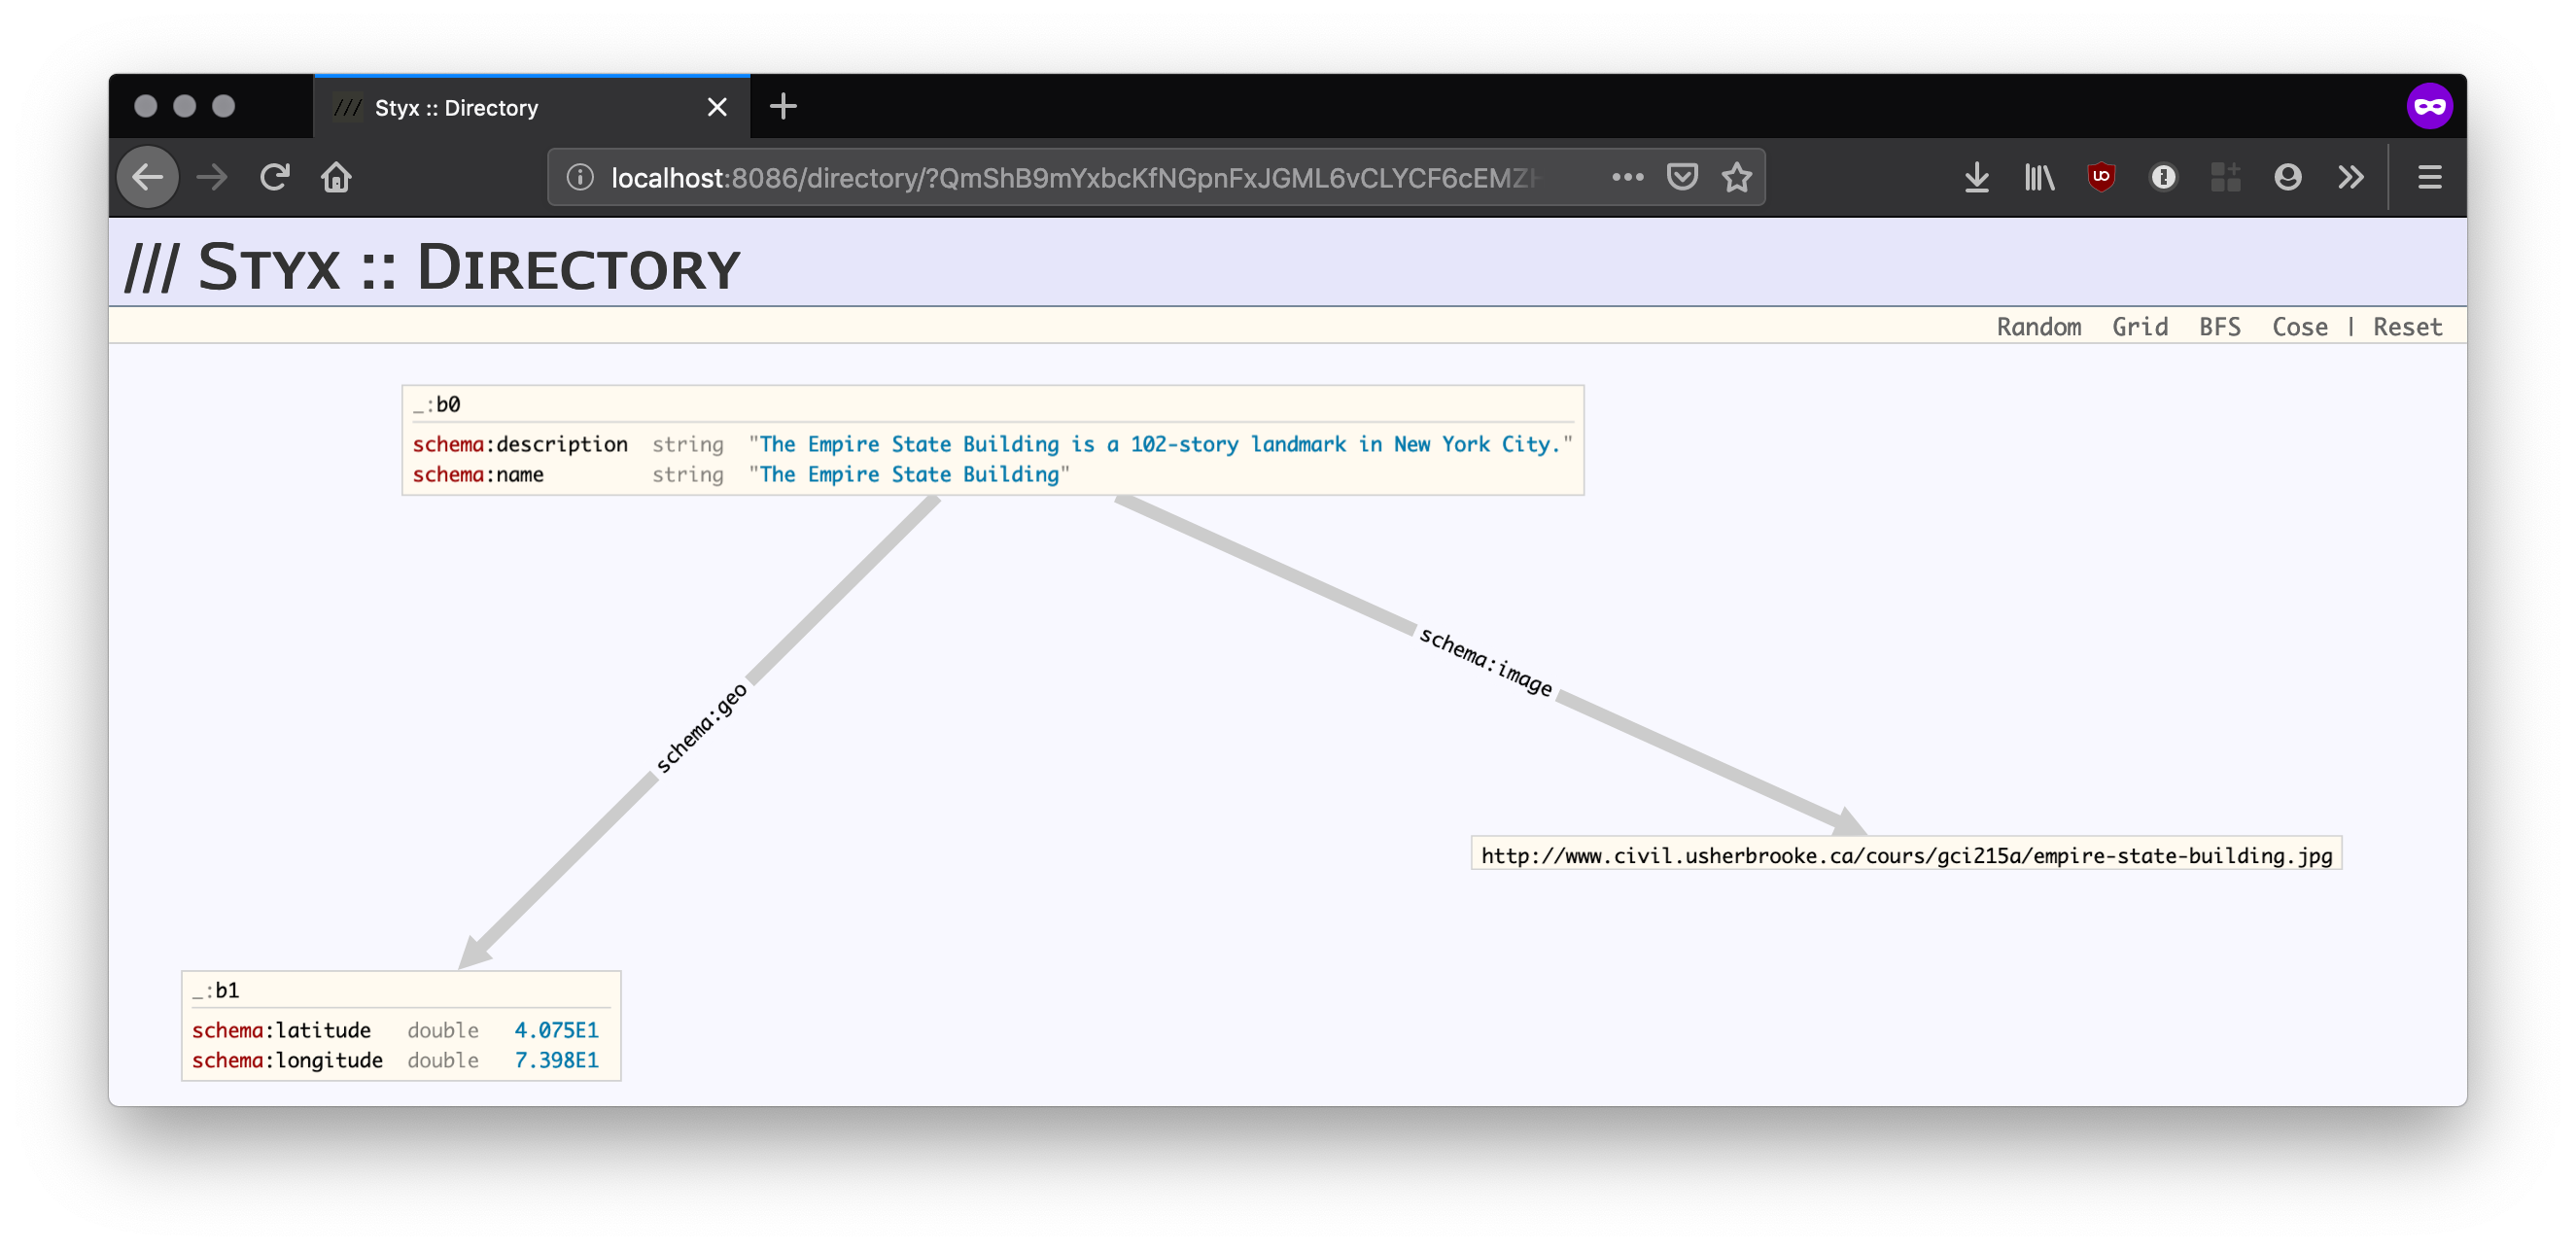 /// Styx :: Directory
localhost:8086/directory/?QmShB9mYxbcKfNGpnFxJGML6vCLYCF6cEMZH
/// STYX :: DIRECTORY
Random Grid BFS Cose | Reset
_:b0
schema:description string "The Empire State Building is a 102-story landmark in New York City."
schema:name string "The Empire State Building"
schema:image
schema:geo
http://www.civil.usherbrooke.ca/cours/gci215a/empire-state-building.jpg
_:b1
schema:latitude double 4.075E1
schema:longitude double 7.398E1